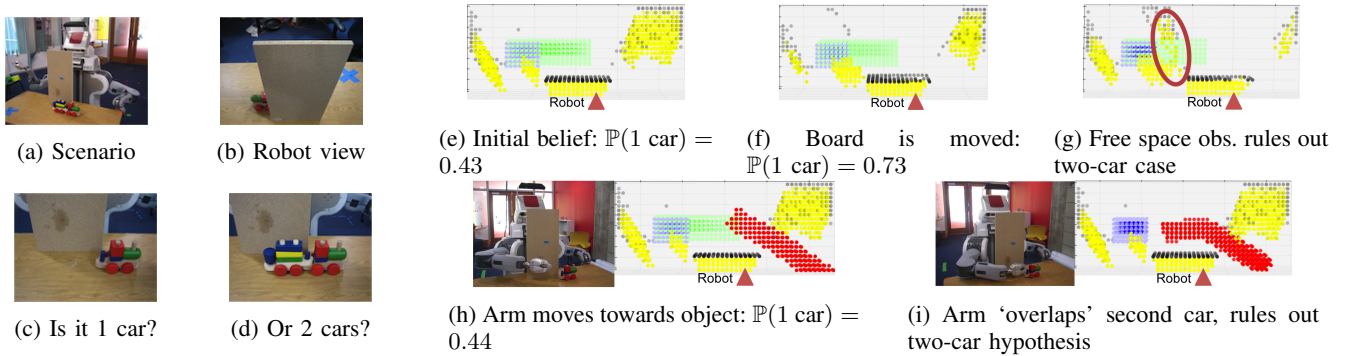 (a) Scenario
(b) Robot view
(c) Is it 1 car?
(d) Or 2 cars?
Robot
(e) Initial belief: ℙ(1 car) =
0.43
Robot
(f) Board is moved:
ℙ(1 car) = 0.73
Robot
(g) Free space obs. rules out
two-car case
Robot
(h) Arm moves towards object: ℙ(1 car) =
0.44
Robot
(i) Arm ‘overlaps’ second car, rules out
two-car hypothesis